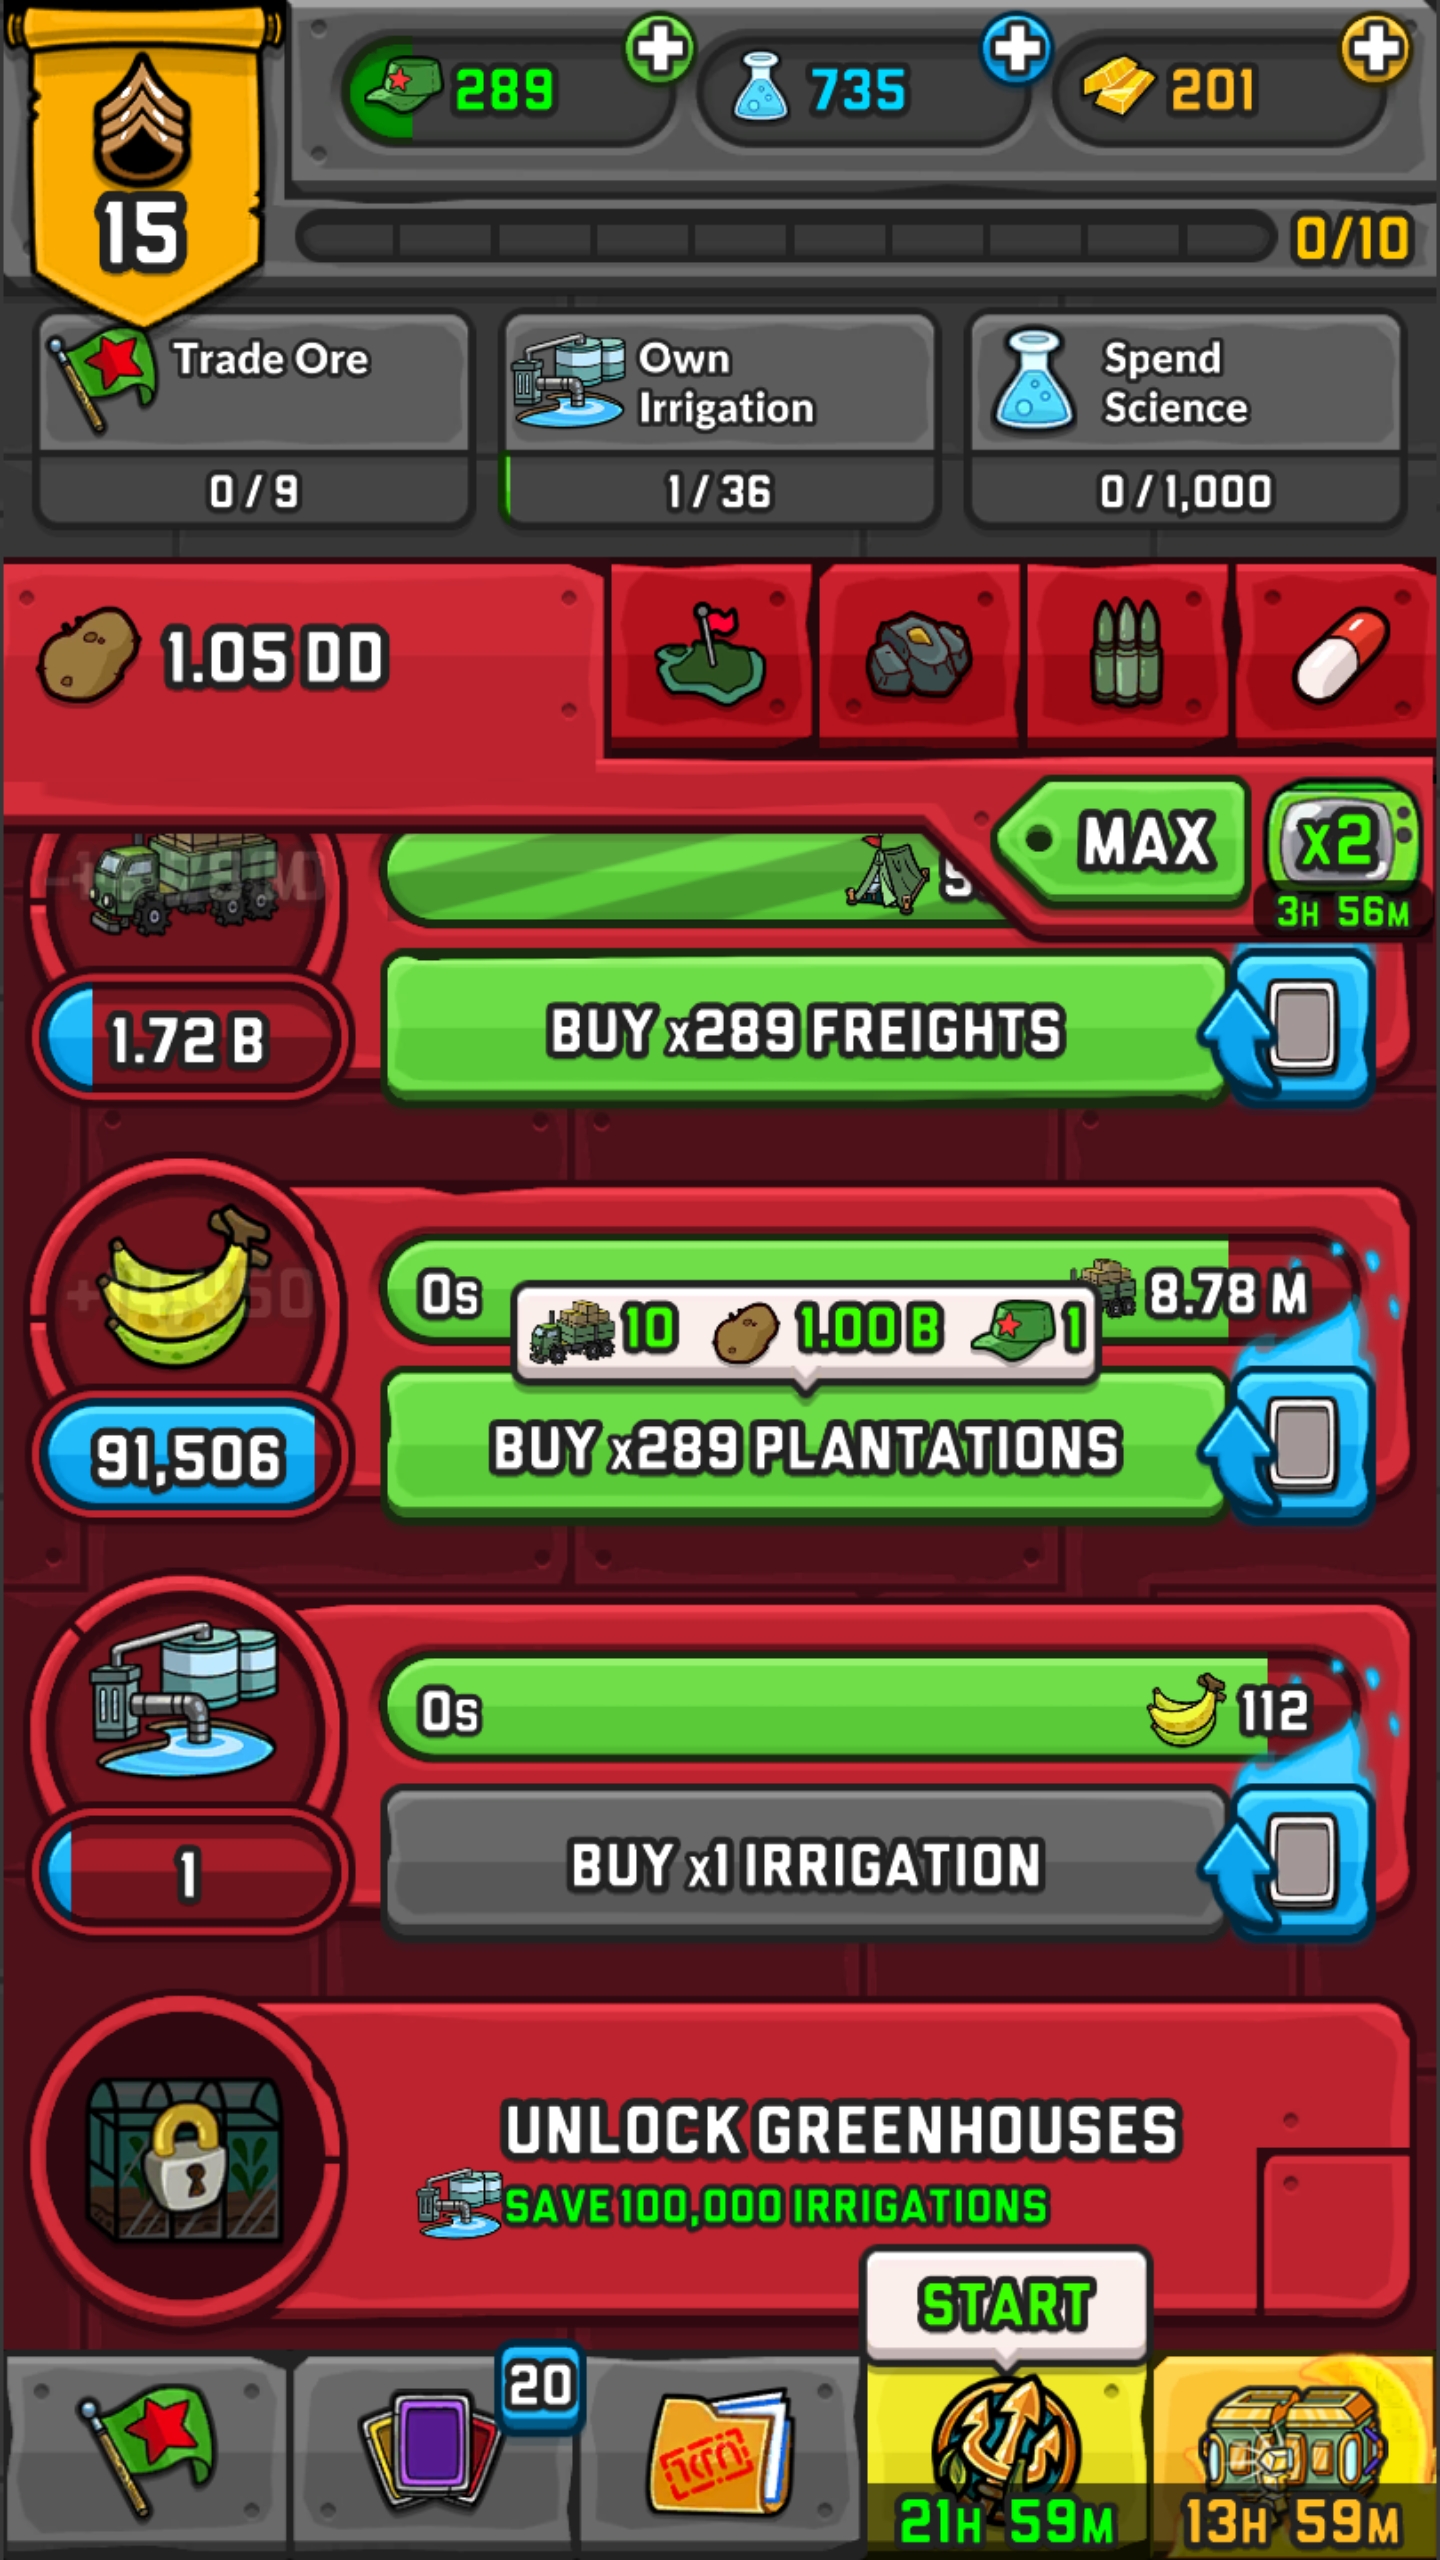 289
735
201
15
0/10
Trade Ore
0 / 9
Own
Irrigation
1 / 36
Spend
Science
0 / 1,000
1.05 DD
MAX
x2
3H 56M
1.72 B
BUY x289 FREIGHTS
0s
8.78 M
10
1.00 B
1
91,506
BUY x289 PLANTATIONS
0s
112
1
BUY x1 IRRIGATION
UNLOCK GREENHOUSES
SAVE 100,000 IRRIGATIONS
START
20
21H 59M
13H 59M